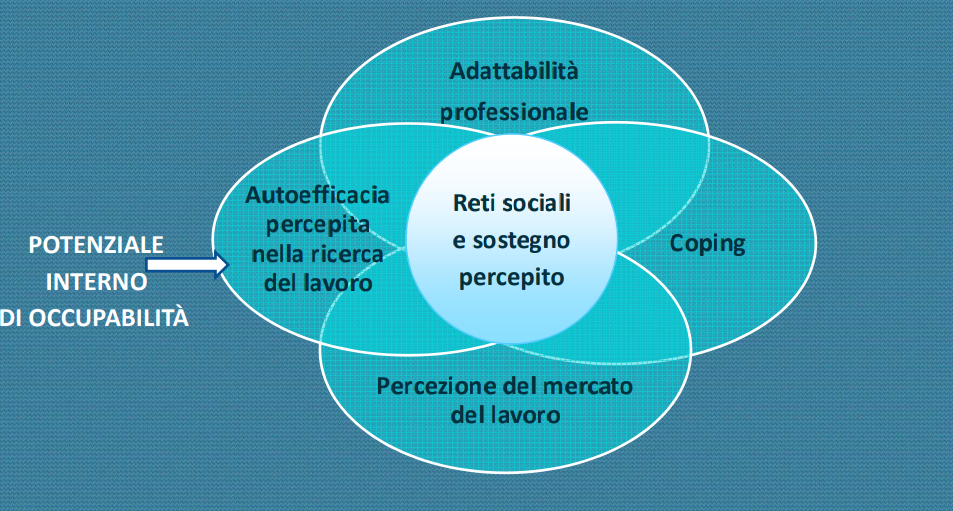 Adattabilità
professionale
Autoefficacia
percepita
nella ricerca
del lavoro
Reti sociali
e sostegno
percepito
Coping
POTENZIALE
INTERNO
DI OCCUPABILITÀ
Percezione del mercato
del lavoro